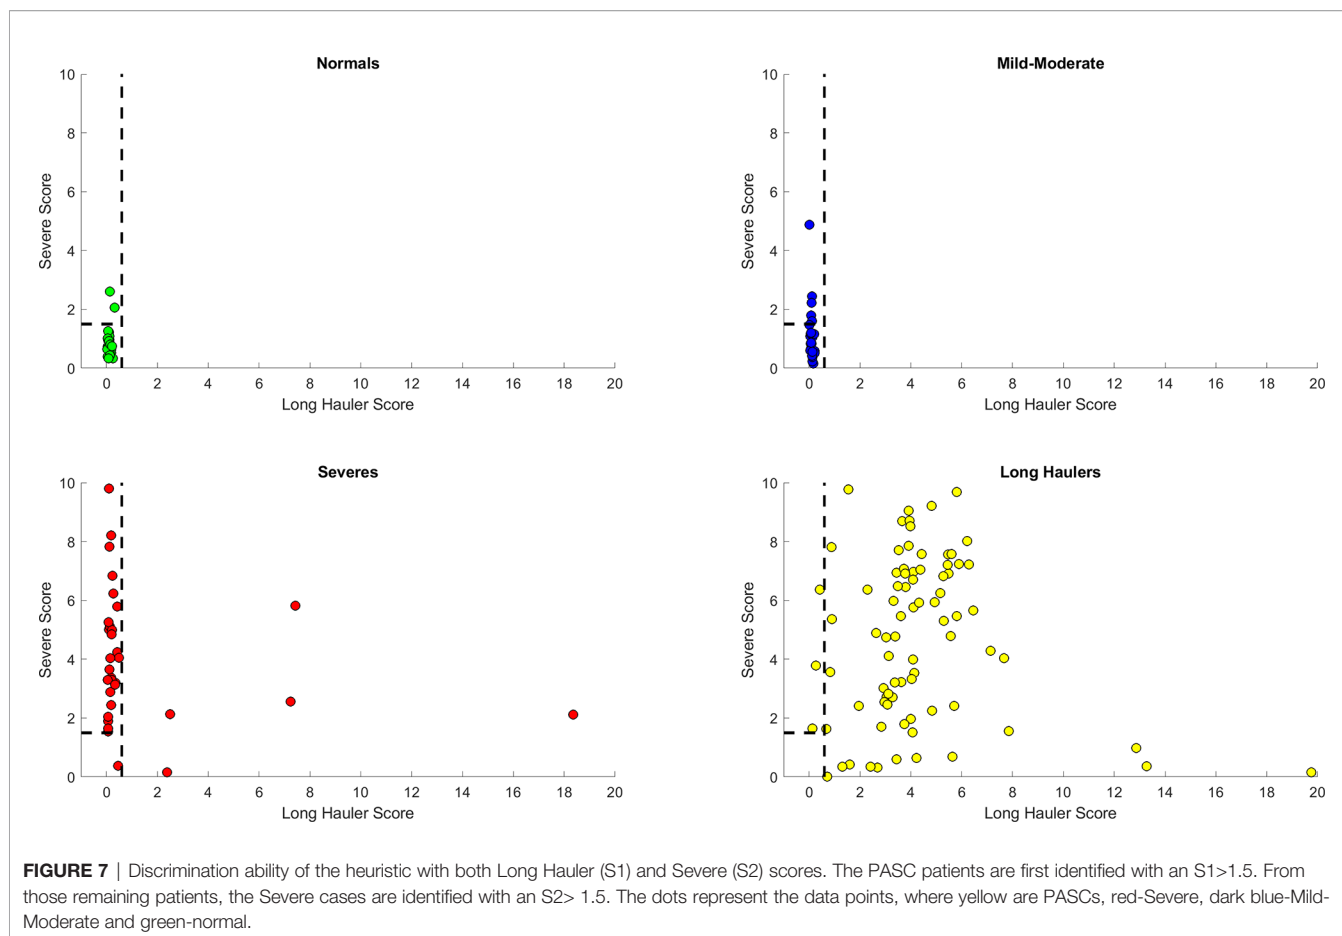 Normals
10
8
6
4
2
0
Severe Score
0 2 4 6 8 10 12 14 16 18 20
Long Hauler Score
Mild-Moderate
10
8
6
4
2
0
Severe Score
0 2 4 6 8 10 12 14 16 18 20
Long Hauler Score
Severes
10
8
6
4
2
0
Severe Score
0 2 4 6 8 10 12 14 16 18 20
Long Hauler Score
Long Haulers
10
8
6
4
2
0
Severe Score
0 2 4 6 8 10 12 14 16 18 20
Long Hauler Score
FIGURE 7 | Discrimination ability of the heuristic with both Long Hauler (S1) and Severe (S2) scores. The PASC patients are first identified with an S1>1.5. From
those remaining patients, the Severe cases are identified with an S2> 1.5. The dots represent the data points, where yellow are PASCs, red-Severe, dark blue-Mild-
Moderate and green-normal.